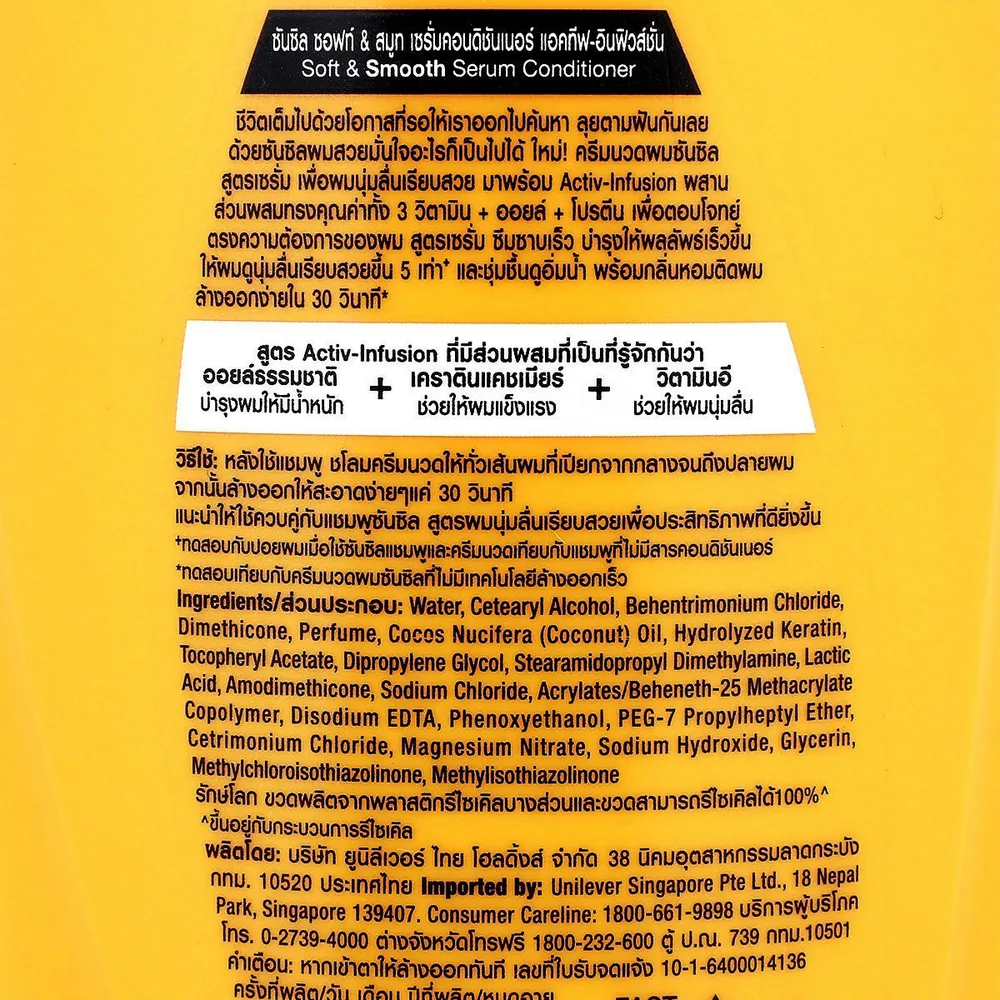 ซันซิล ซอฟท์ & สมูท เซรั่มคอนดิชันเนอร์ แอคทีฟ-อินฟิวส์ชั่น
Soft & Smooth Serum Conditioner
ชีวิตเต็มไปด้วยโอกาสที่รอให้เราออกไปค้นหา ลุยตามฝันกันเลย
ด้วยซันซิลผมสวยมั่นใจอะไรก็เป็นไปได้ ใหม่! ครีมนวดผมซันซิล
สูตรเซรั่ม เพื่อผมนุ่มลื่นเรียบสวย มาพร้อม Activ-Infusion ผสาน
ส่วนผสมทรงคุณค่าทั้ง 3 วิตามิน + ออยล์ + โปรตีน เพื่อตอบโจทย์
ตรงความต้องการของผม สูตรเซรั่ม ซึมซาบเร็ว บำรุงให้ผลลัพธ์เร็วขึ้น
ให้ผมดูนุ่มลื่นเรียบสวยขึ้น 5 เท่า⁺ และชุ่มชื้นดูอิ่มน้ำ พร้อมกลิ่นหอมติดผม
ล้างออกง่ายใน 30 วินาที*
สูตร Activ-Infusion ที่มีส่วนผสมที่เป็นที่รู้จักกันว่า
ออยล์ธรรมชาติ + เคราตินแคชเมียร์ + วิตามินอี
บำรุงผมให้มีน้ำหนัก ช่วยให้ผมแข็งแรง ช่วยให้ผมนุ่มลื่น
วิธีใช้: หลังใช้แชมพู ชโลมครีมนวดให้ทั่วเส้นผมที่เปียกจากกลางจนถึงปลายผม
จากนั้นล้างออกให้สะอาดง่ายๆแค่ 30 วินาที
แนะนำให้ใช้ควบคู่กับแชมพูซันซิล สูตรผมนุ่มลื่นเรียบสวยเพื่อประสิทธิภาพที่ดียิ่งขึ้น
⁺ทดสอบกับปอยผมเมื่อใช้ซันซิลแชมพูและครีมนวดเทียบกับแชมพูที่ไม่มีสารคอนดิชันเนอร์
*ทดสอบเทียบกับครีมนวดผมซันซิลที่ไม่มีเทคโนโลยีล้างออกเร็ว
Ingredients/ส่วนประกอบ: Water, Cetearyl Alcohol, Behentrimonium Chloride,
Dimethicone, Perfume, Cocos Nucifera (Coconut) Oil, Hydrolyzed Keratin,
Tocopheryl Acetate, Dipropylene Glycol, Stearamidopropyl Dimethylamine, Lactic
Acid, Amodimethicone, Sodium Chloride, Acrylates/Beheneth-25 Methacrylate
Copolymer, Disodium EDTA, Phenoxyethanol, PEG-7 Propylheptyl Ether,
Cetrimonium Chloride, Magnesium Nitrate, Sodium Hydroxide, Glycerin,
Methylchloroisothiazolinone, Methylisothiazolinone
รักษ์โลก ขวดผลิตจากพลาสติกรีไซเคิลบางส่วนและขวดสามารถรีไซเคิลได้100%^
^ขึ้นอยู่กับกระบวนการรีไซเคิล
ผลิตโดย: บริษัท ยูนิลีเวอร์ ไทย โฮลดิ้งส์ จำกัด 38 นิคมอุตสาหกรรมลาดกระบัง
กทม. 10520 ประเทศไทย Imported by: Unilever Singapore Pte Ltd., 18 Nepal
Park, Singapore 139407. Consumer Careline: 1800-661-9898 บริการผู้บริโภค
โทร. 0-2739-4000 ต่างจังหวัดโทรฟรี 1800-232-600 ตู้ ป.ณ. 739 กทม.10501
คำเตือน: หากเข้าตาให้ล้างออกทันที เลขที่ใบรับจดแจ้ง 10-1-6400014136
ครั้งที่ผลิต/วัน เดือน ปีที่ผลิต/หมดอายุ